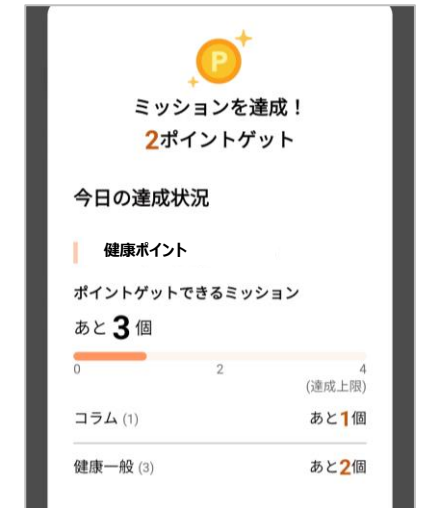 P
ミッションを達成！
2ポイントゲット
今日の達成状況
健康ポイント
ポイントゲットできるミッション
あと3個
0 2 4
(達成上限)
コラム (1) あと1個
健康一般 (3) あと2個